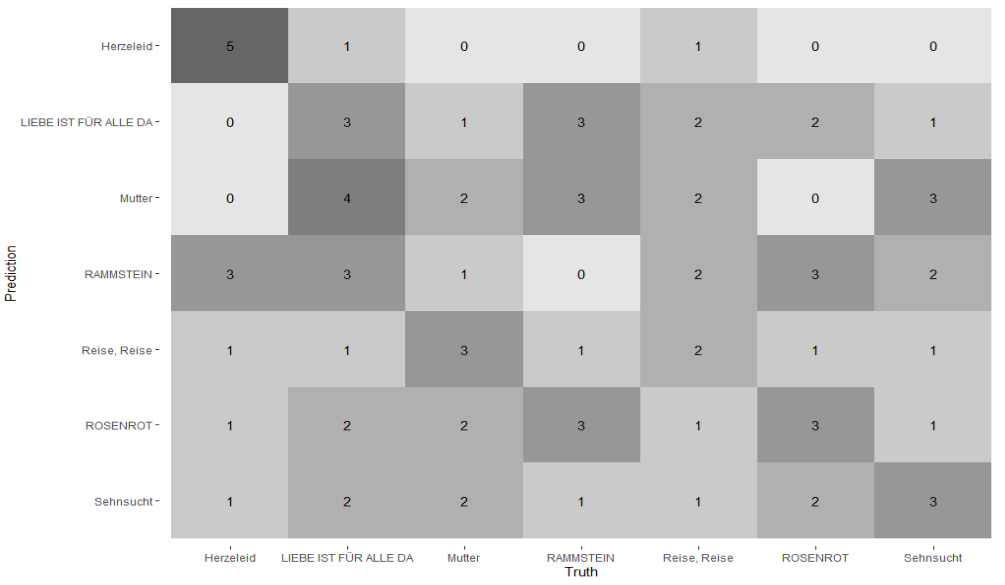 Herzeleid 5 1 0 0 1 0 0
LIEBE IST FÜR ALLE DA 0 3 1 3 2 2 1
Mutter 0 4 2 3 2 0 3
Prediction
RAMMSTEIN 3 3 1 0 2 3 2
Reise, Reise 1 1 3 1 2 1 1
ROSENROT 1 2 2 3 1 3 1
Sehnsucht 1 2 2 1 1 2 3
Herzeleid LIEBE IST FÜR ALLE DA Mutter RAMMSTEIN Reise, Reise ROSENROT Sehnsucht
Truth